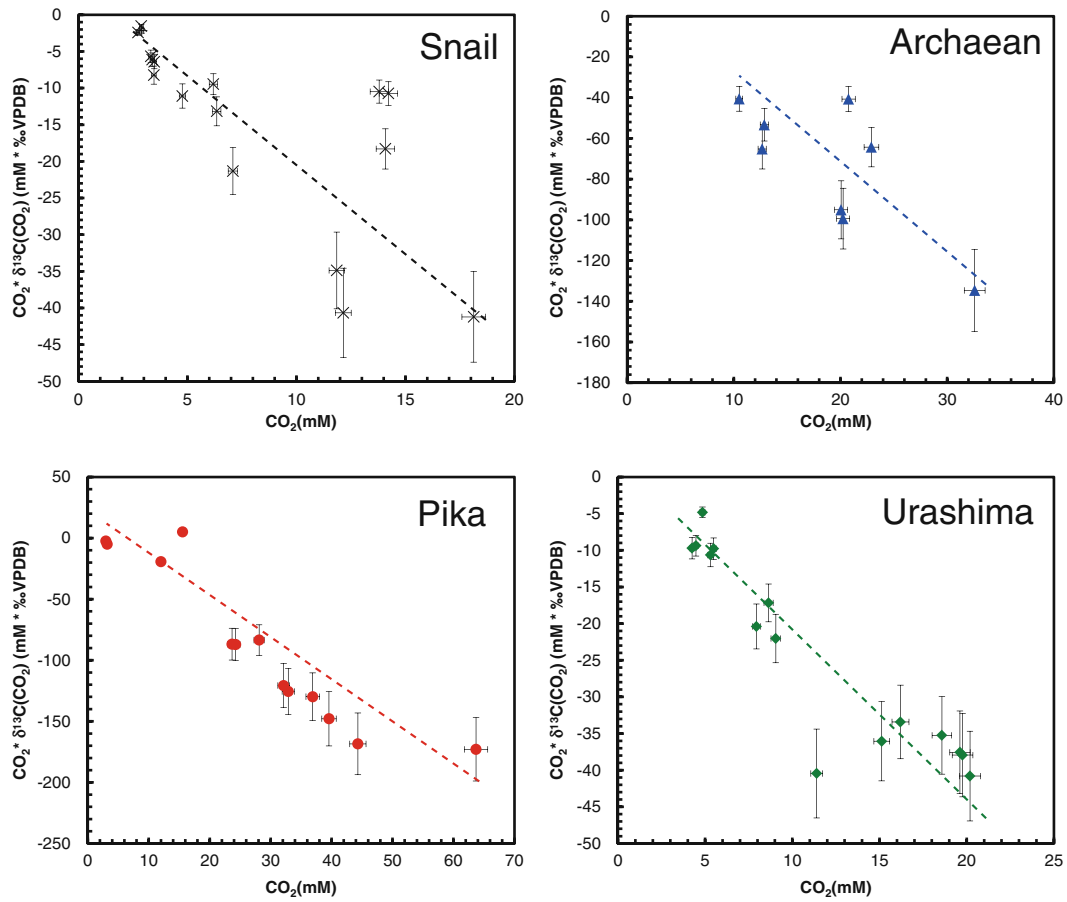 Snail
CO₂* δ¹³C(CO₂) (mM * ‰VPDB)
0
-5
-10
-15
-20
-25
-30
-35
-40
-45
-50
0 5 10 15 20
CO₂(mM)
Archaean
CO₂* δ¹³C(CO₂) (mM * ‰VPDB)
0
-20
-40
-60
-80
-100
-120
-140
-160
-180
0 10 20 30 40
CO₂(mM)
Pika
CO₂* δ¹³C(CO₂) (mM * ‰VPDB)
50
0
-50
-100
-150
-200
-250
0 10 20 30 40 50 60 70
CO₂(mM)
Urashima
CO₂* δ¹³C(CO₂) (mM * ‰VPDB)
0
-5
-10
-15
-20
-25
-30
-35
-40
-45
-50
0 5 10 15 20 25
CO₂(mM)